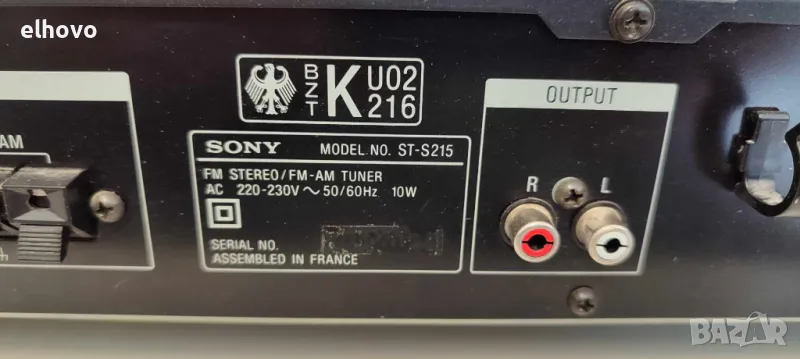 elhovo
BZT K U02
216
OUTPUT
AM
SONY MODEL NO. ST-S215
FM STEREO/FM-AM TUNER
AC 220-230V ~ 50/60Hz 10W
R L
SERIAL NO.
ASSEMBLED IN FRANCE
BAZAR